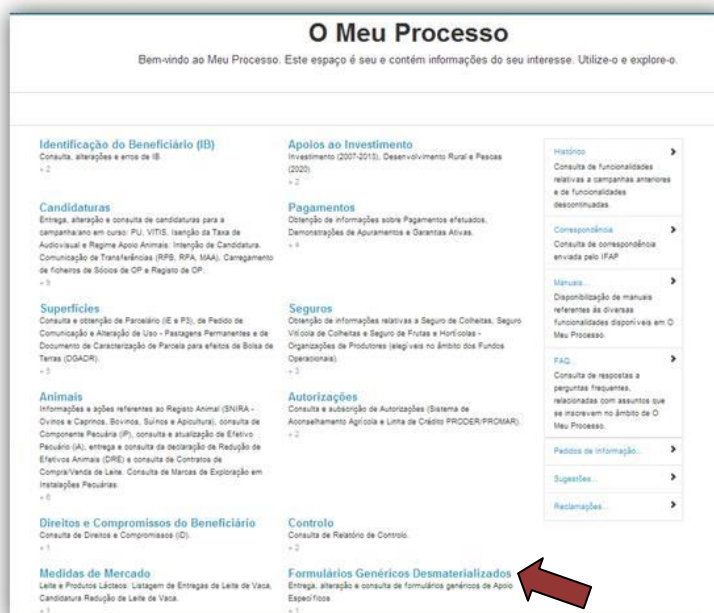 O Meu Processo
Bem-vindo ao Meu Processo. Este espaço é seu e contém informações do seu interesse. Utilize-o e explore-o.
Identificação do Beneficiário (IB)
Consulta, alterações e erros de IB.
+ 2
Candidaturas
Entrega, alteração e consulta de candidaturas para a
campanha/ano em curso: PU, VITIS, Isenção da Taxa de
Audiovisual e Regime Apoio Animais: Intenção de Candidatura.
Comunicação de Transferências (RPB, RPA, MAA). Carregamento
de ficheiros de Sócios de OP e Registo de OP.
+ 9
Superfícies
Consulta e obtenção de Parcelário (iE e P3), de Pedido de
Comunicação e Alteração de Uso - Pastagens Permanentes e de
Documento de Caracterização de Parcela para efeitos de Bolsa de
Terras (DGADR).
+ 5
Animais
Informações e ações referentes ao Registo Animal (SNIRA -
Ovinos e Caprinos, Bovinos, Suínos e Apicultura), consulta de
Componente Pecuária (iP), consulta e atualização de Efetivo
Pecuário (iA), entrega e consulta da declaração de Redução de
Efetivos Animais (DRE) e consulta de Contratos de
Compra/Venda de Leite. Consulta de Marcas de Exploração em
Instalações Pecuárias.
+ 6
Direitos e Compromissos do Beneficiário
Consulta de Direitos e Compromissos (iD).
+ 1
Medidas de Mercado
Leite e Produtos Lácteos: Listagem de Entregas de Leite de Vaca,
Candidatura Redução de Leite de Vaca.
+ 1
Apoios ao Investimento
Investimento (2007-2013), Desenvolvimento Rural e Pescas
(2020)
+ 2
Pagamentos
Obtenção de informações sobre Pagamentos efetuados,
Demonstrações de Apuramentos e Garantias Ativas.
+ 4
Seguros
Obtenção de informações relativas a Seguro de Colheitas, Seguro
Vitícola de Colheitas e Seguro de Frutas e Hortícolas -
Organizações de Produtores (elegíveis no âmbito dos Fundos
Operacionais).
+ 3
Autorizações
Consulta e subscrição de Autorizações (Sistema de
Aconselhamento Agrícola e Linha de Crédito PRODER/PROMAR).
+ 2
Controlo
Consulta de Relatório de Controlo.
+ 2
Formulários Genéricos Desmaterializados
Entrega, alteração e consulta de formulários genéricos de Apoio
Específicos
+ 1
Histórico
Consulta de funcionalidades
relativas a campanhas anteriores
e de funcionalidades
descontinuadas.
Correspondência
Consulta de correspondência
enviada pelo IFAP
Manuais...
Disponibilização de manuais
referentes às diversas
funcionalidades disponíveis em O
Meu Processo.
FAQ...
Consulta de respostas a
perguntas frequentes,
relacionadas com assuntos que
se inscrevem no âmbito de O
Meu Processo.
Pedidos de Informação...
Sugestões...
Reclamações...